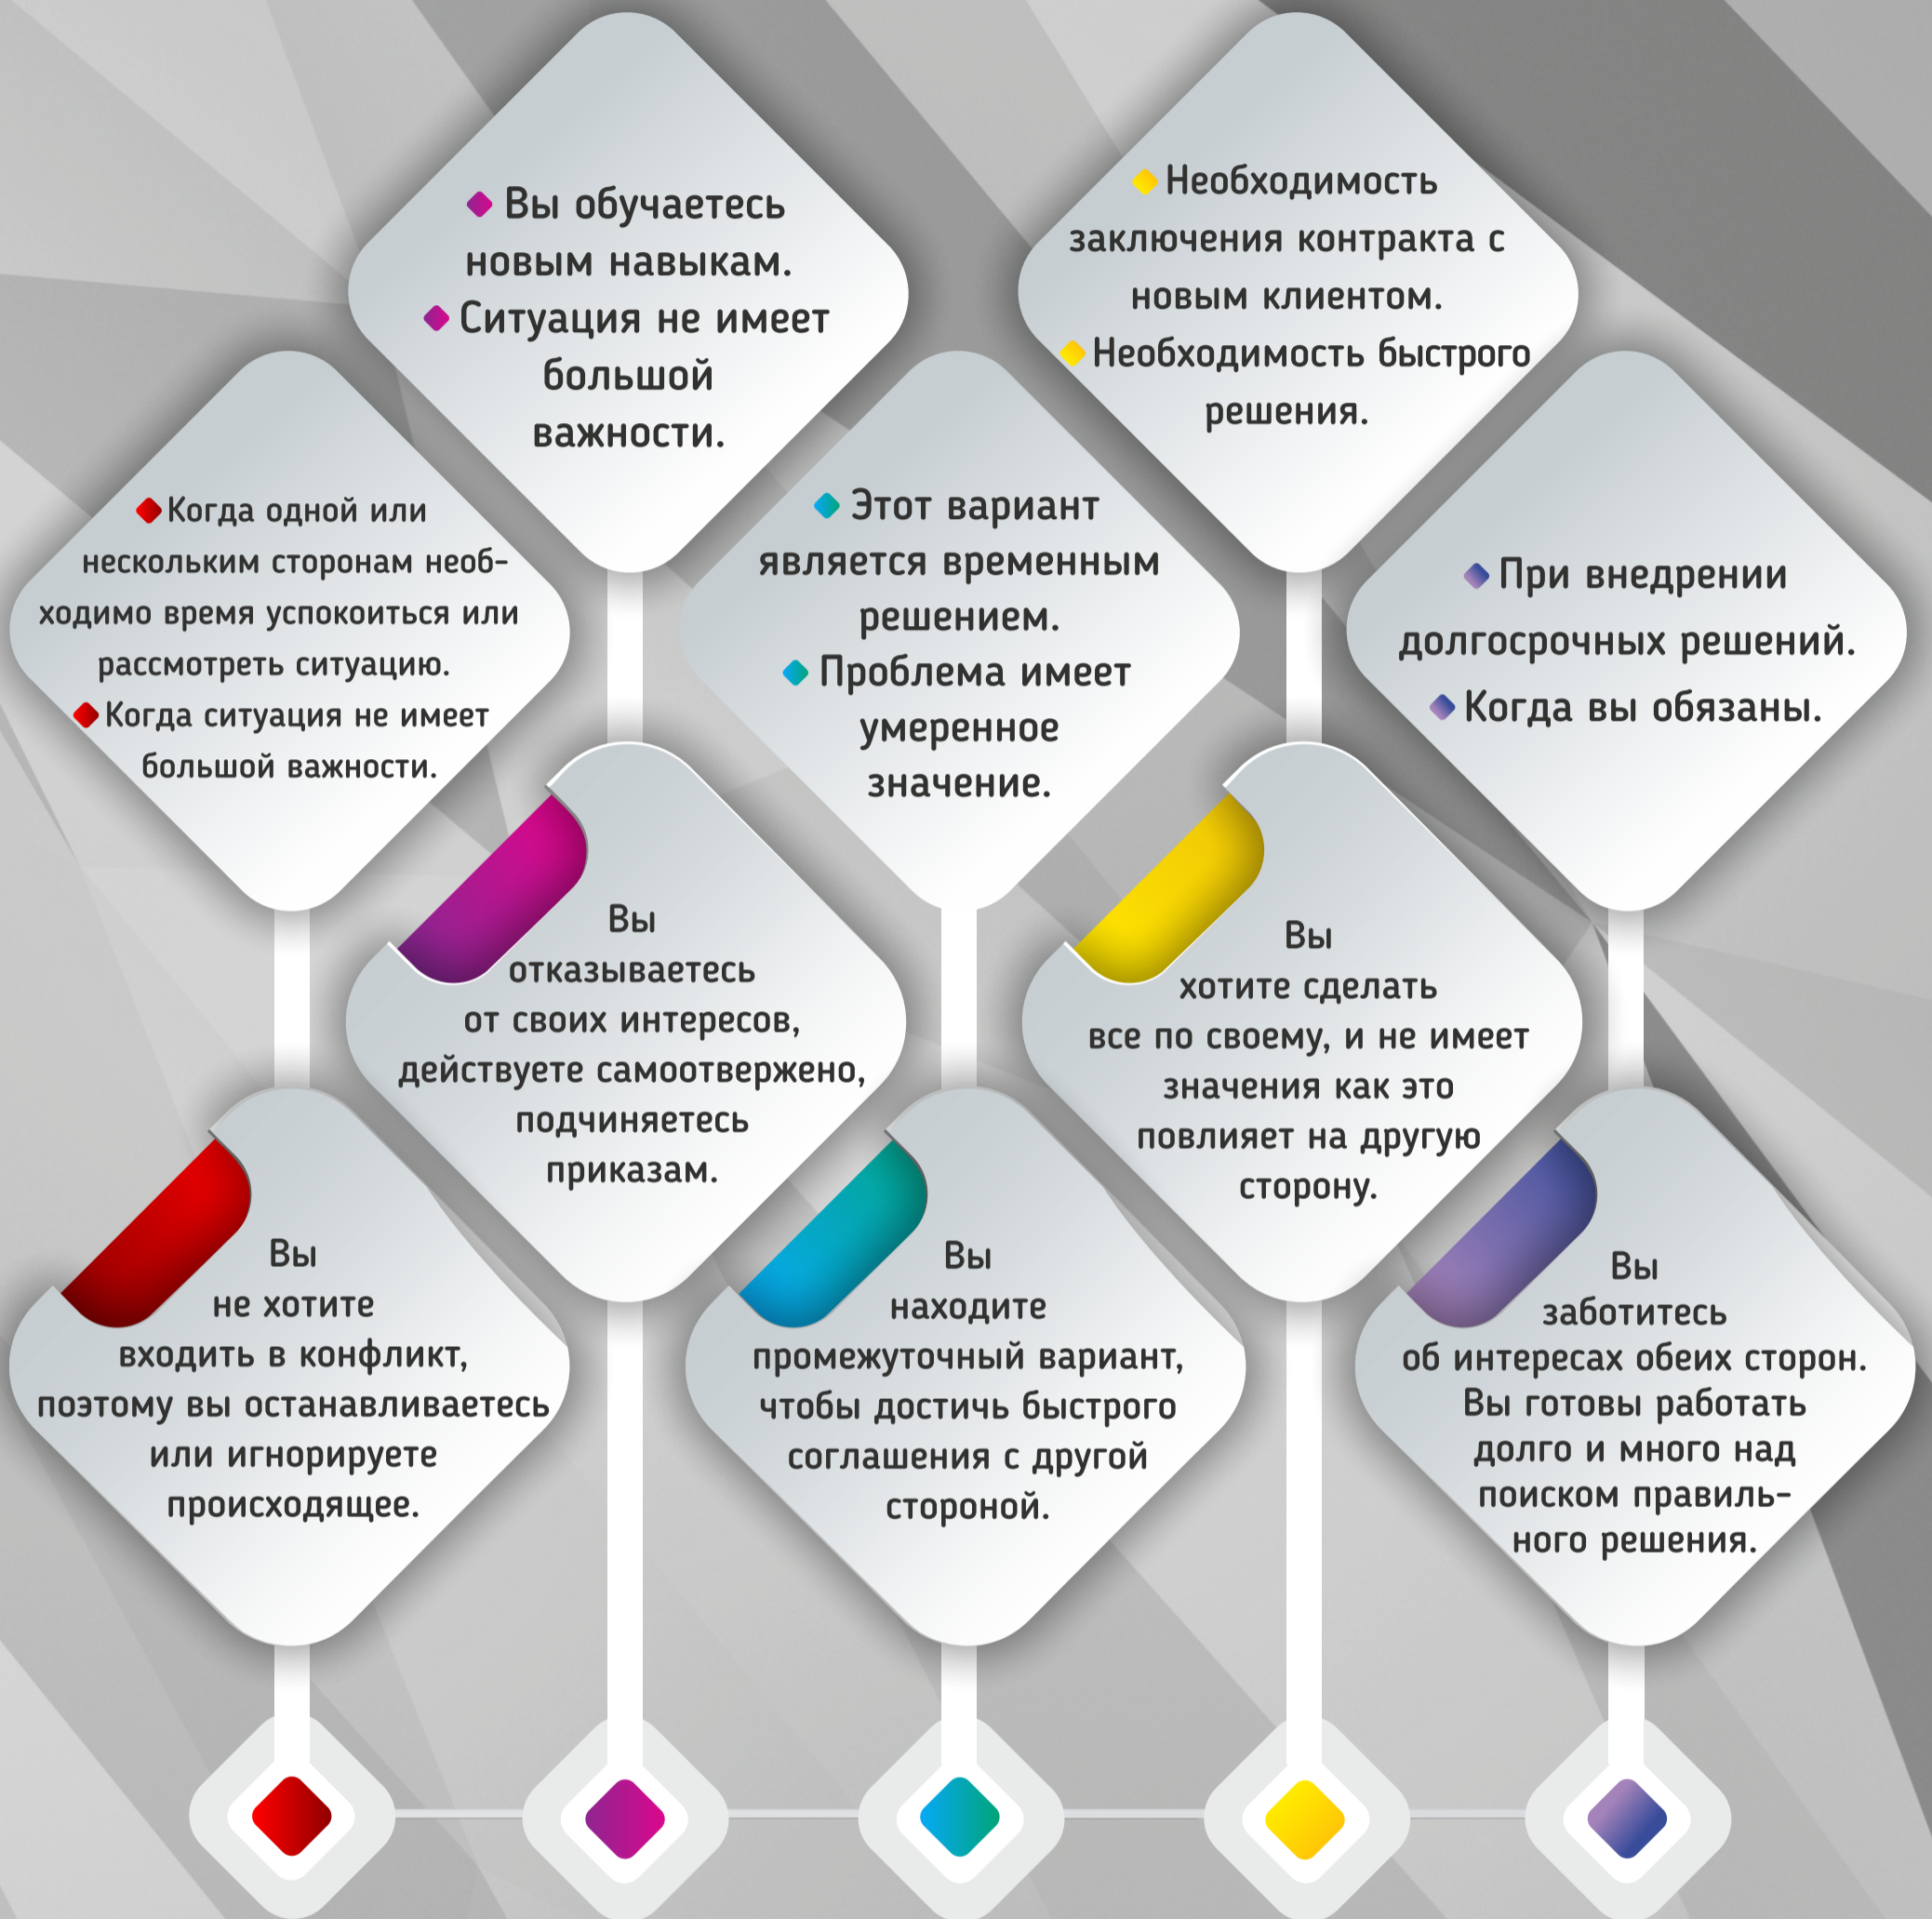 Вы обучаетесь
новым навыкам.
Ситуация не имеет
большой
важности.
Необходимость
заключения контракта с
новым клиентом.
Необходимость быстрого
решения.
Когда одной или
нескольким сторонам необ-
ходимо время успокоиться или
рассмотреть ситуацию.
Когда ситуация не имеет
большой важности.
Этот вариант
является временным
решением.
Проблема имеет
умеренное
значение.
При внедрении
долгосрочных решений.
Когда вы обязаны.
Вы
отказываетесь
от своих интересов,
действуете самоотвержено,
подчиняетесь
приказам.
Вы
хотите сделать
все по своему, и не имеет
значения как это
повлияет на другую
сторону.
Вы
не хотите
входить в конфликт,
поэтому вы останавливаетесь
или игнорируете
происходящее.
Вы
находите
промежуточный вариант,
чтобы достичь быстрого
соглашения с другой
стороной.
Вы
заботитесь
об интересах обеих сторон.
Вы готовы работать
долго и много над
поиском правиль-
ного решения.